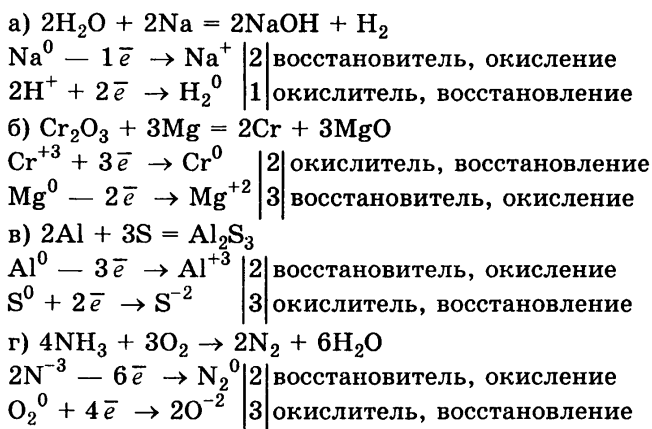 а) 2H₂O + 2Na = 2NaOH + H₂
Na⁰ — 1e̅ → Na⁺ |2| восстановитель, окисление
2H⁺ + 2e̅ → H₂⁰ |1| окислитель, восстановление
б) Cr₂O₃ + 3Mg = 2Cr + 3MgO
Cr⁺³ + 3e̅ → Cr⁰ |2| окислитель, восстановление
Mg⁰ — 2e̅ → Mg⁺² |3| восстановитель, окисление
в) 2Al + 3S = Al₂S₃
Al⁰ — 3e̅ → Al⁺³ |2| восстановитель, окисление
S⁰ + 2e̅ → S⁻² |3| окислитель, восстановление
г) 4NH₃ + 3O₂ → 2N₂ + 6H₂O
2N⁻³ — 6e̅ → N₂⁰ |2| восстановитель, окисление
O₂⁰ + 4e̅ → 2O⁻² |3| окислитель, восстановление